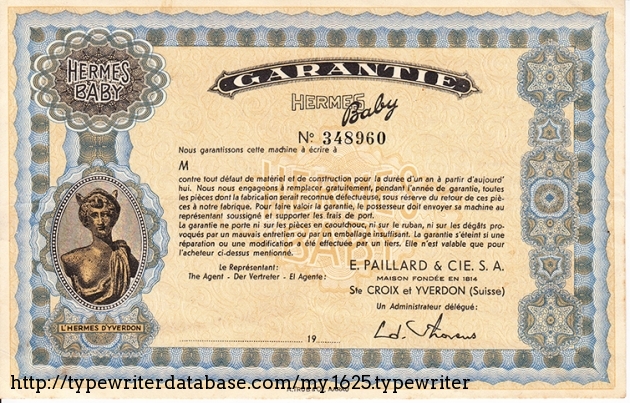 HERMES
BABY
GARANTIE
HERMES
Baby
No 348960
Nous garantissons cette machine à écrire à
M
contre tout défaut de matériel et de construction pour la durée d'un an à partir d'aujourd'
hui. Nous nous engageons à remplacer gratuitement, pendant l'année de garantie, toutes
les pièces dont la fabrication serait reconnue défectueuse, sous réserve du retour de ces pièces
à notre fabrique. Pour faire valoir la garantie, le possesseur doit envoyer sa machine au
représentant soussigné et supporter les frais de port.
La garantie ne porte ni sur les pièces en caoutchouc, ni sur le ruban, ni sur les dégâts provo-
qués par un mauvais entretien ou par un emballage insuffisant. La garantie s'éteint si une
réparation ou une modification a été effectuée par un tiers. Elle n'est valable que pour
l'acheteur ci-dessus mentionné.
HERMES
BABY
Le Représentant:
The Agent - Der Vertreter - El Agente:
E. PAILLARD & CIE. S. A.
MAISON FONDÉE EN 1814
Ste CROIX et YVERDON (Suisse)
Un Administrateur délégué:
19
L'HERMES D'YVERDON
http://typewriterdatabase.com/my1625.typewriter